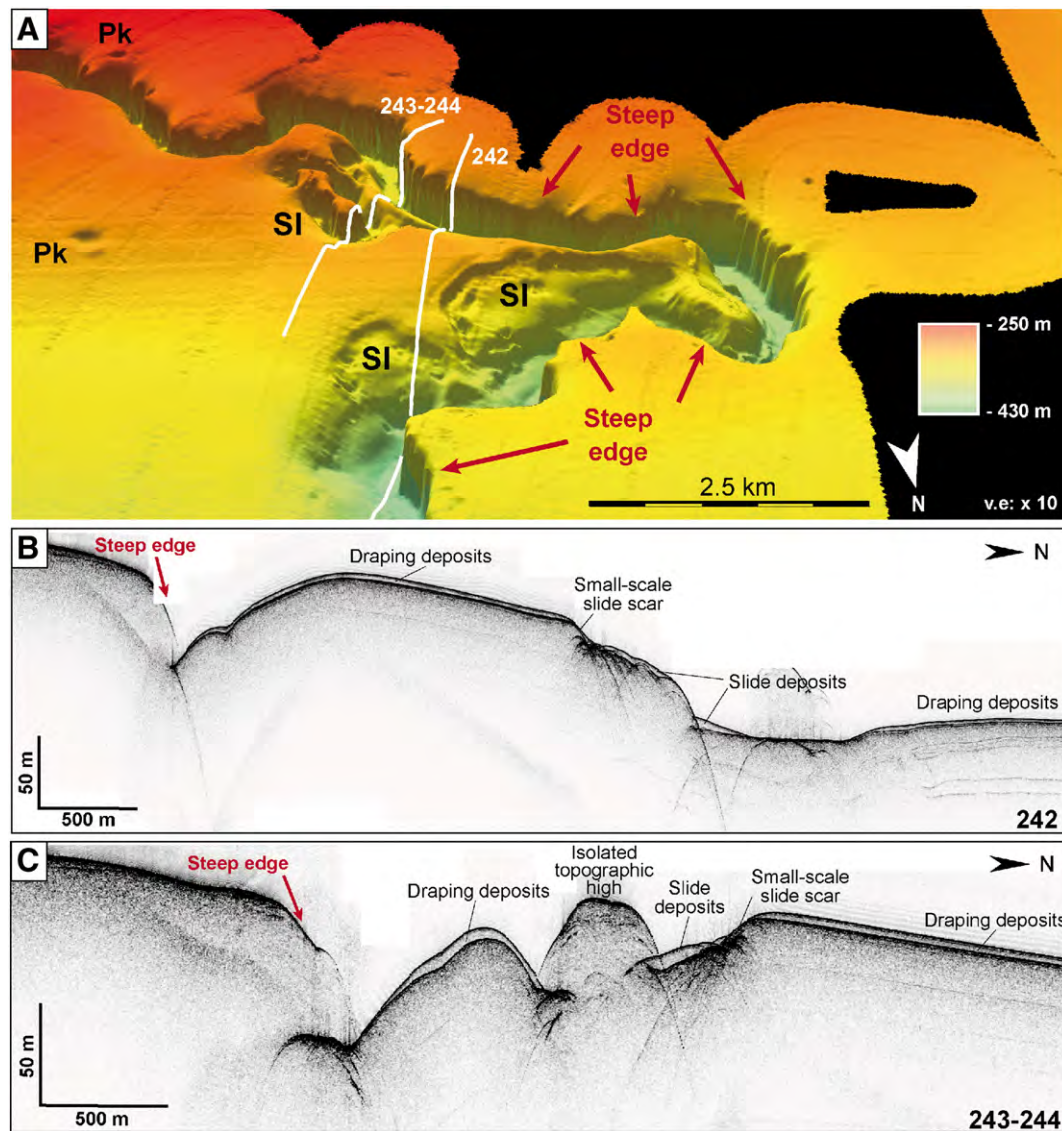 A
Pk
243-244
242
Steep
edge
Sl
Pk
Sl
Sl
Steep
edge
- 250 m
- 430 m
2.5 km
N
v.e: x 10
B
Steep edge
Draping deposits
N
Small-scale
slide scar
Slide deposits
Draping deposits
50 m
500 m
242
C
Steep edge
Draping deposits
Isolated
topographic
high
Slide
deposits
Small-scale
slide scar
N
Draping deposits
50 m
500 m
243-244